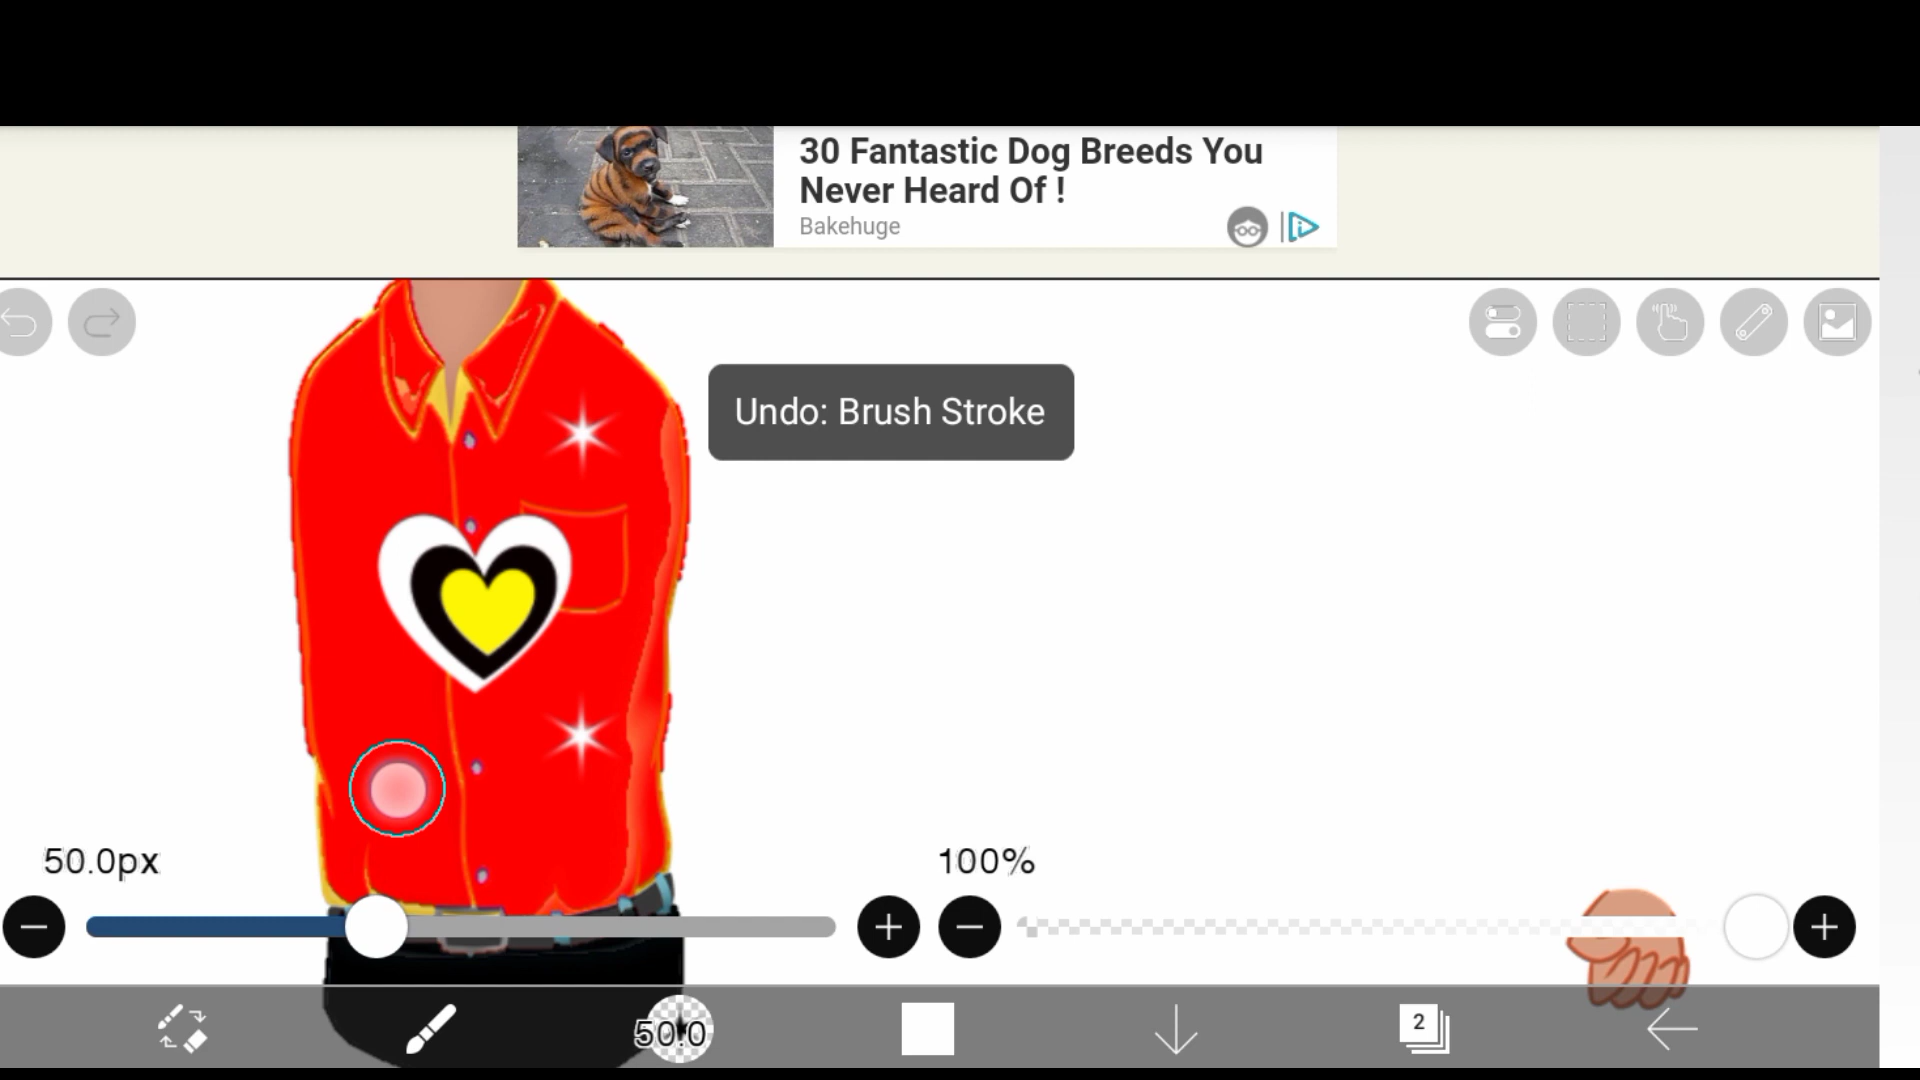 30 Fantastic Dog Breeds You
Never Heard Of !
Bakehuge
Undo: Brush Stroke
50.0px
100%
50.0
2